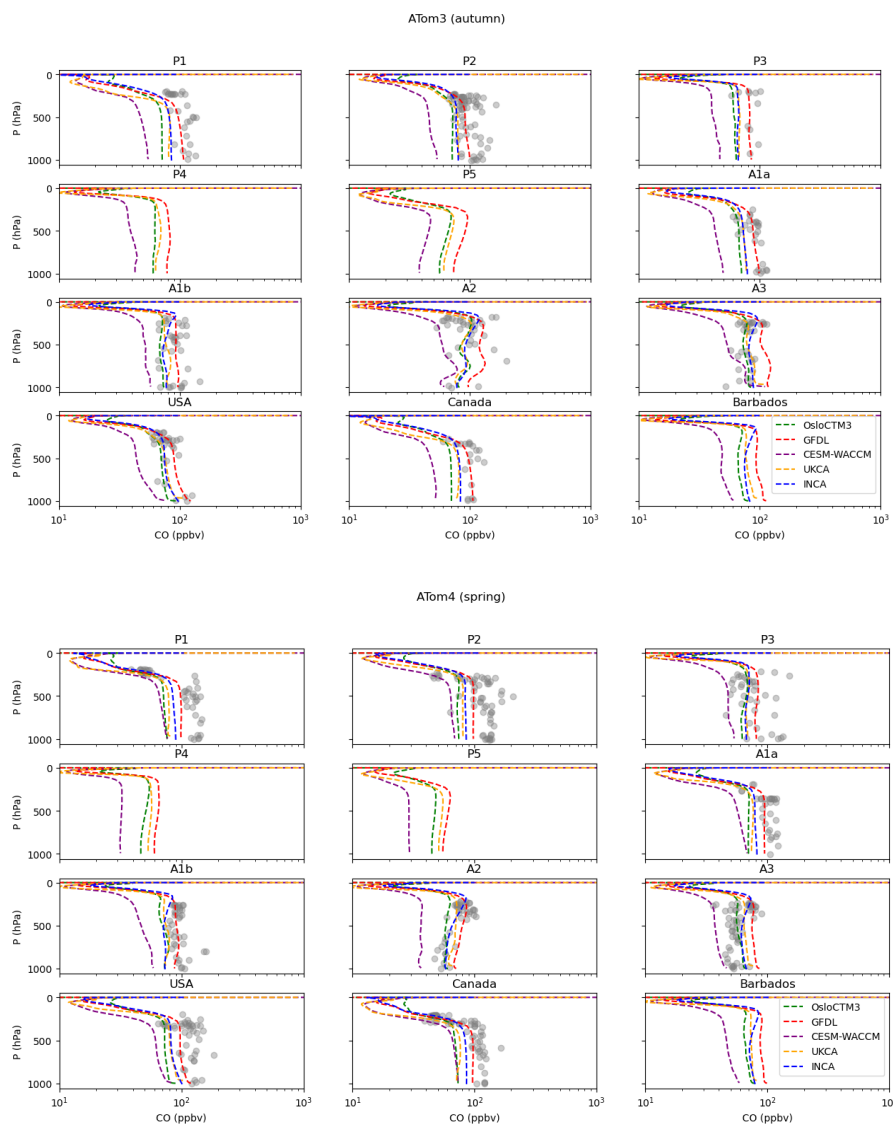 ATom3 (autumn)
P1 P2 P3
0 500 1000
P (hPa)
P4 P5 A1a
0 500 1000
P (hPa)
A1b A2 A3
0 500 1000
P (hPa)
USA Canada Barbados
0 500 1000
P (hPa)
OsloCTM3
GFDL
CESM-WACCM
UKCA
INCA
10^1 10^2 10^3 10^1 10^2 10^3 10^1 10^2 10^3
CO (ppbv) CO (ppbv) CO (ppbv)
ATom4 (spring)
P1 P2 P3
0 500 1000
P (hPa)
P4 P5 A1a
0 500 1000
P (hPa)
A1b A2 A3
0 500 1000
P (hPa)
USA Canada Barbados
0 500 1000
P (hPa)
OsloCTM3
GFDL
CESM-WACCM
UKCA
INCA
10^1 10^2 10^3 10^1 10^2 10^3 10^1 10^2 10
CO (ppbv) CO (ppbv) CO (ppbv)